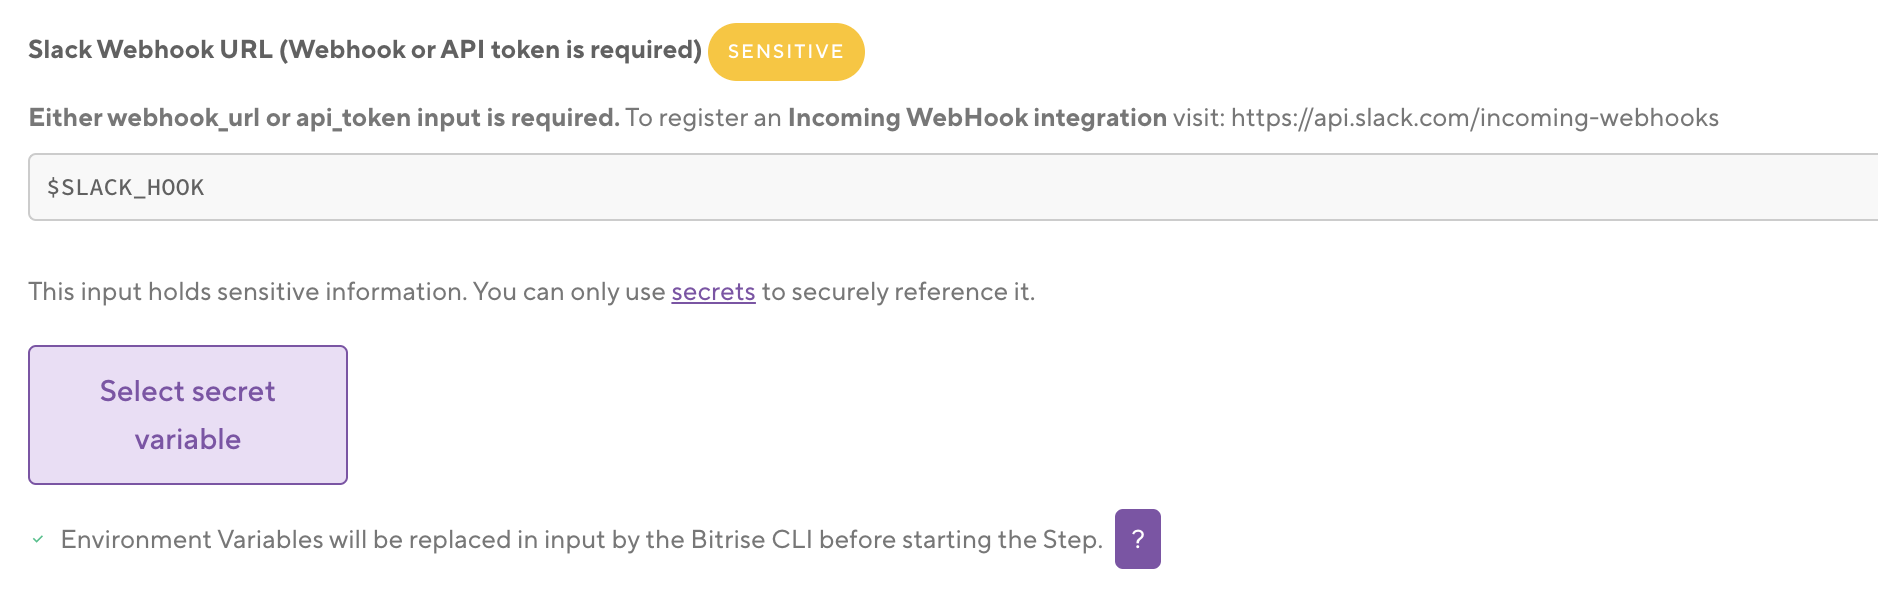 Slack Webhook URL (Webhook or API token is required) SENSITIVE
Either webhook_url or api_token input is required. To register an Incoming WebHook integration visit: https://api.slack.com/incoming-webhooks
$SLACK_HOOK
This input holds sensitive information. You can only use secrets to securely reference it.
Select secret
variable
Environment Variables will be replaced in input by the Bitrise CLI before starting the Step. ?